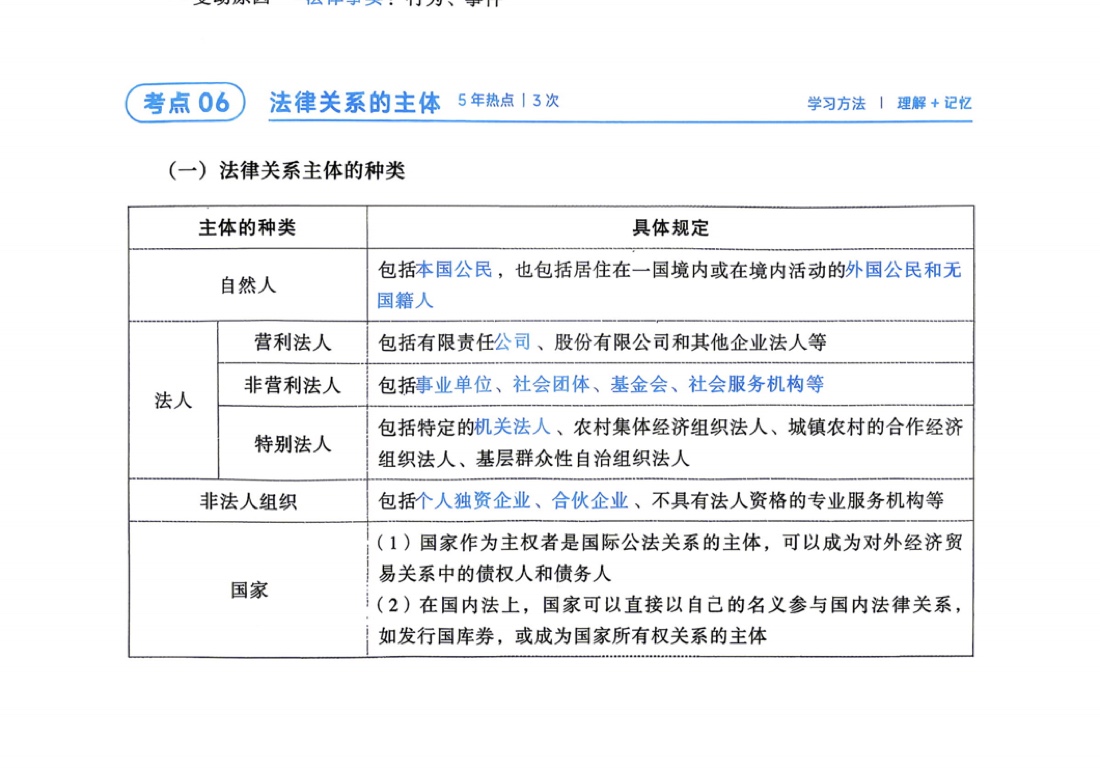 变动原因 法律事实：行为、事件
考点 06 法律关系的主体 5 年热点 | 3 次 学习方法 | 理解 + 记忆
（一）法律关系主体的种类
主体的种类 具体规定
自然人 包括本国公民，也包括居住在一国境内或在境内活动的外国公民和无
国籍人
法人
营利法人 包括有限责任公司、股份有限公司和其他企业法人等
非营利法人 包括事业单位、社会团体、基金会、社会服务机构等
特别法人 包括特定的机关法人、农村集体经济组织法人、城镇农村的合作经济
组织法人、基层群众性自治组织法人
非法人组织 包括个人独资企业、合伙企业、不具有法人资格的专业服务机构等
国家
（1）国家作为主权者是国际公法关系的主体，可以成为对外经济贸
易关系中的债权人和债务人
（2）在国内法上，国家可以直接以自己的名义参与国内法律关系，
如发行国库券，或成为国家所有权关系的主体